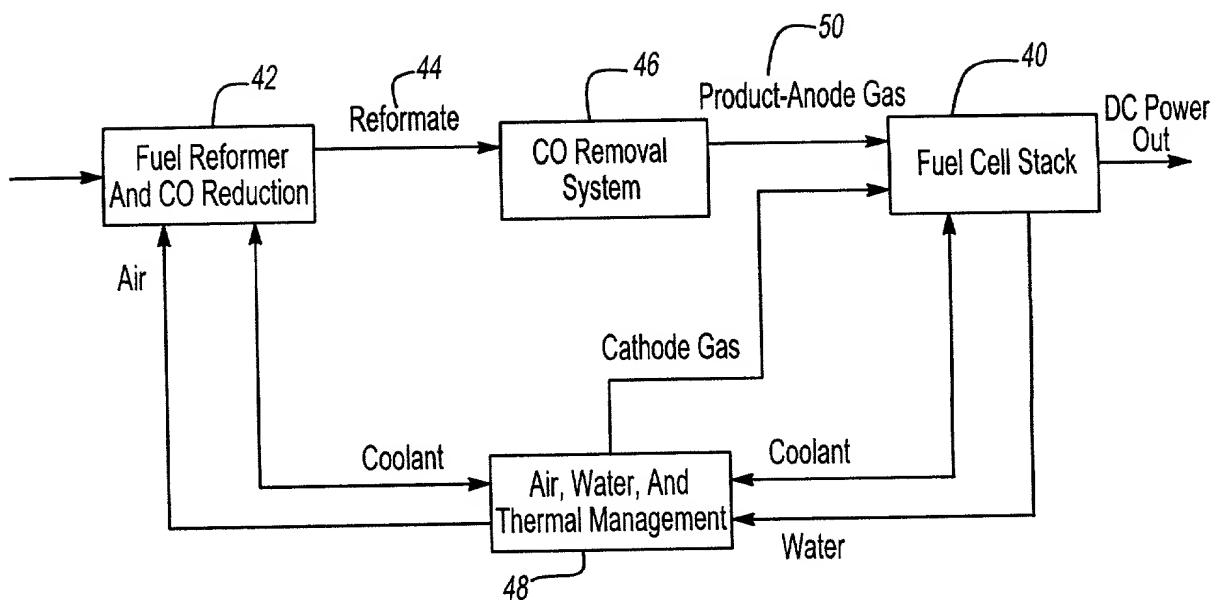 50
42
44
46
40
Product-Anode Gas
DC Power
Out
Reformate
Fuel Reformer
And CO Reduction
CO Removal
System
Fuel Cell Stack
Air
Cathode Gas
Coolant
Coolant
Air, Water, And
Thermal Management
Water
48